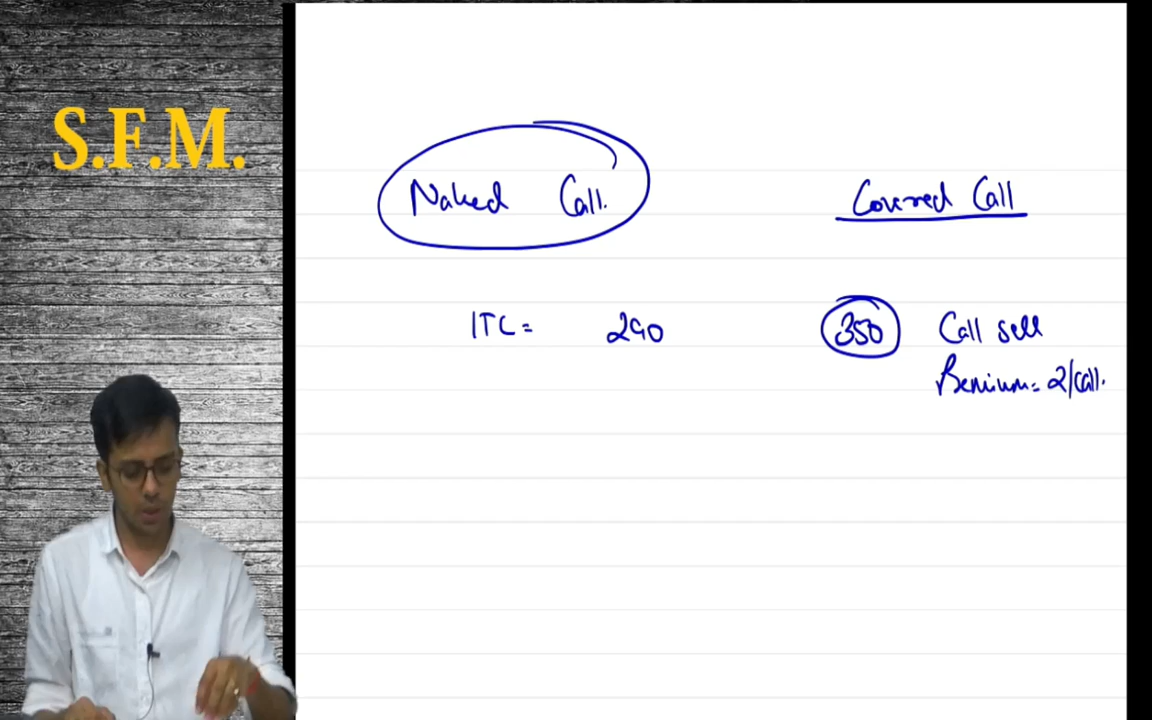 S.F.M.
Naked Call.
Covered Call
ITC = 290
350 Call sell
Premium = 2/call.